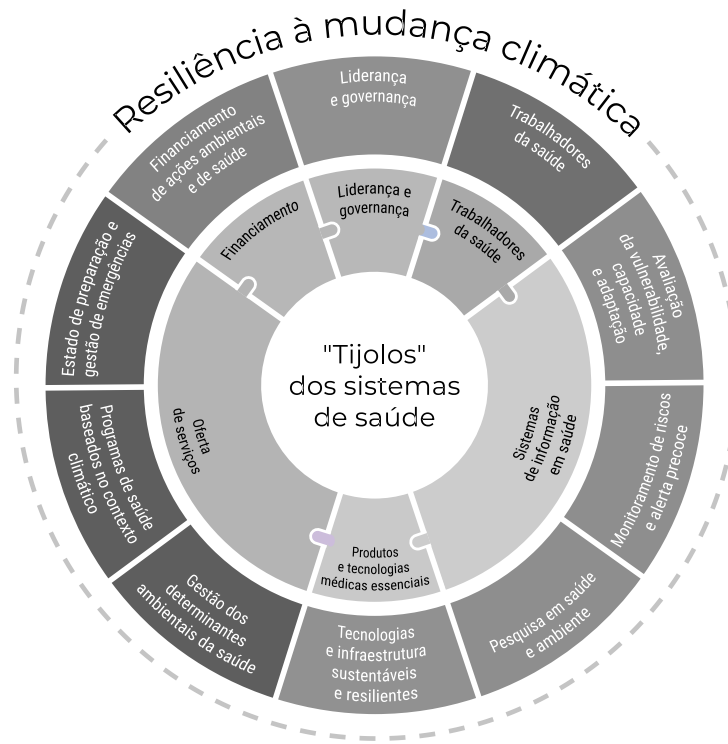 Resiliência à mudança climática
Liderança
e governança
Trabalhadores
da saúde
Avaliação
da vulnerabilidade,
capacidade
e adaptação
Monitoramento de riscos
e alerta precoce
Pesquisa em saúde
e ambiente
Tecnologias
e infraestrutura
sustentáveis
e resilientes
Gestão dos
determinantes
ambientais da saúde
Programas de saúde
baseados no contexto
climático
Estado de preparação e
gestão de emergências
Financiamento
de ações ambientais
e de saúde
Liderança e
governança
Trabalhadores
da saúde
Sistemas
de informação
em saúde
Produtos
e tecnologias
médicas essenciais
Oferta
de serviços
Financiamento
"Tijolos"
dos sistemas
de saúde